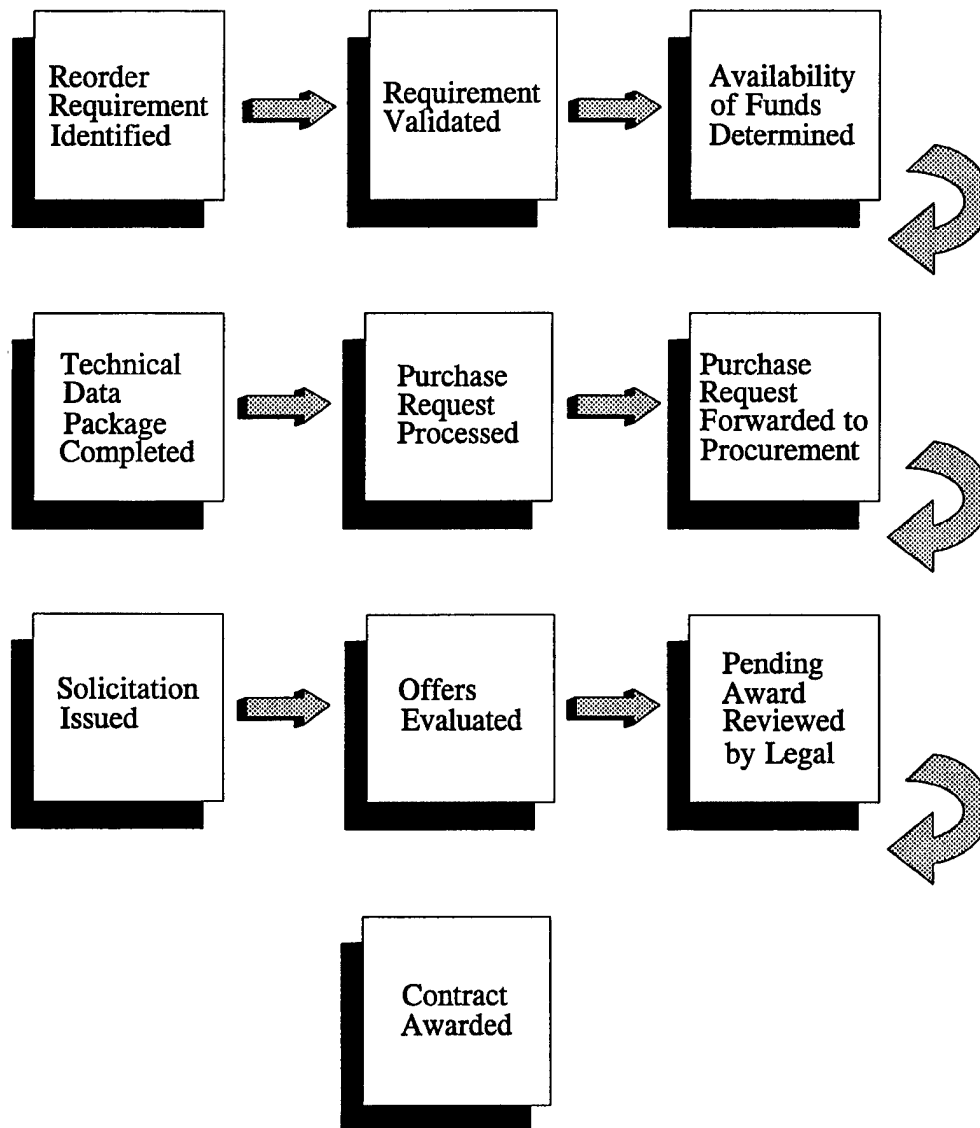 Reorder
Requirement
Identified
Requirement
Validated
Availability
of Funds
Determined
Technical
Data
Package
Completed
Purchase
Request
Processed
Purchase
Request
Forwarded to
Procurement
Solicitation
Issued
Offers
Evaluated
Pending
Award
Reviewed
by Legal
Contract
Awarded